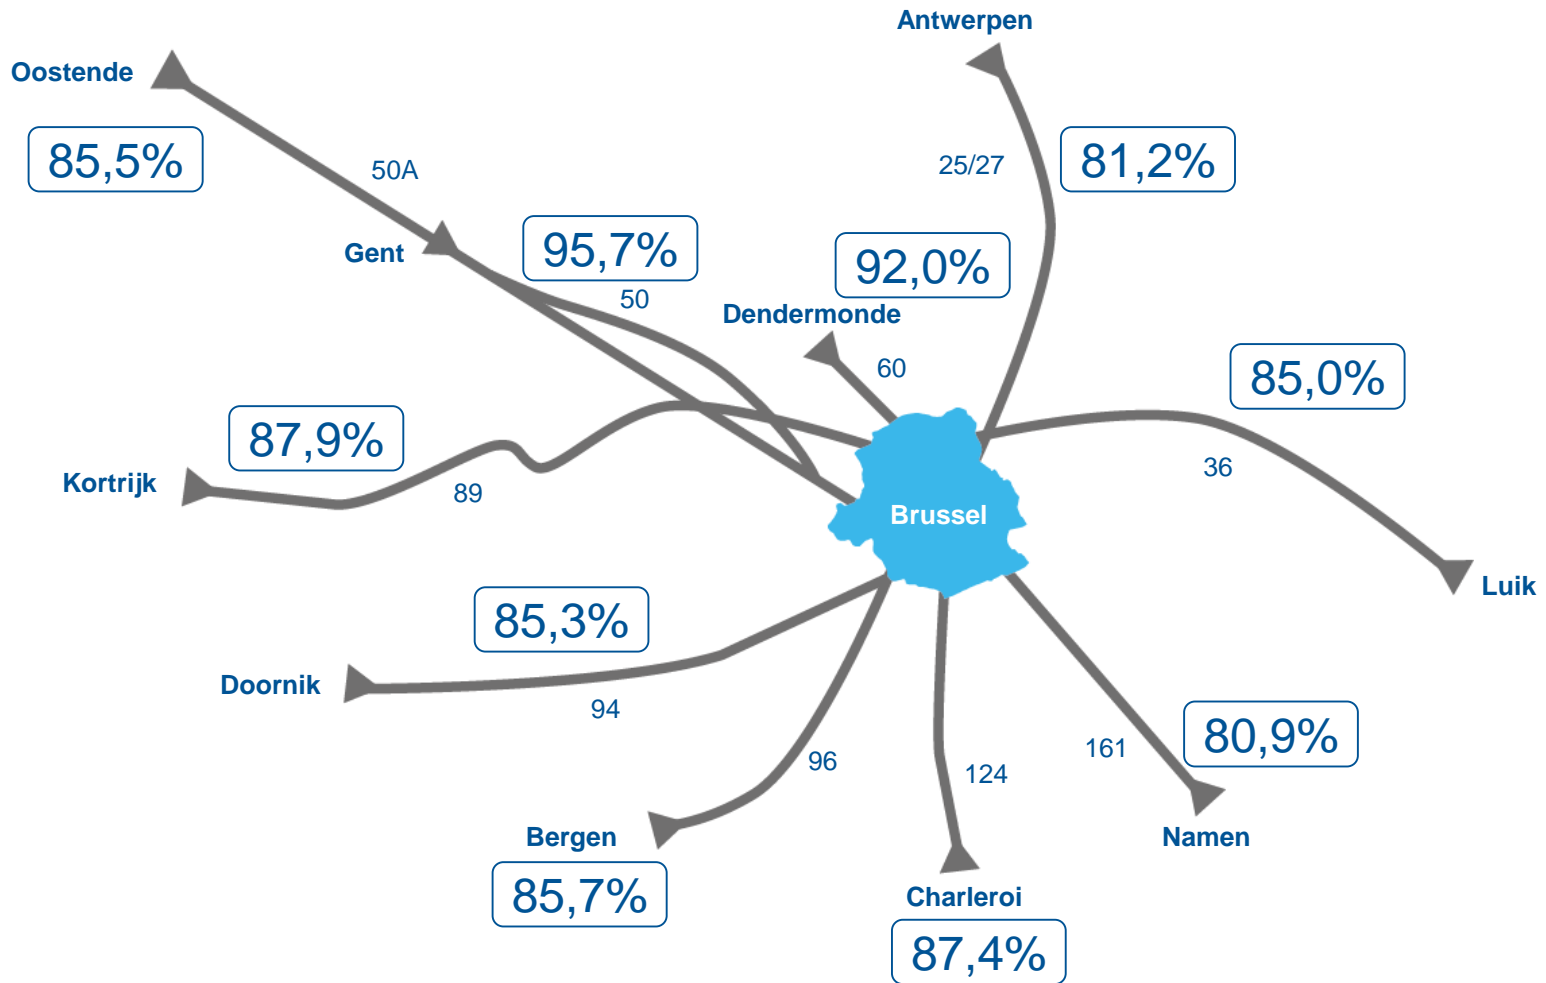 Antwerpen
Oostende
85,5%
50A
25/27
81,2%
Gent
95,7%
50
92,0%
Dendermonde
60
85,0%
36
87,9%
Kortrijk
89
Brussel
Luik
85,3%
Doornik
94
96
124
161
80,9%
Bergen
85,7%
Namen
Charleroi
87,4%